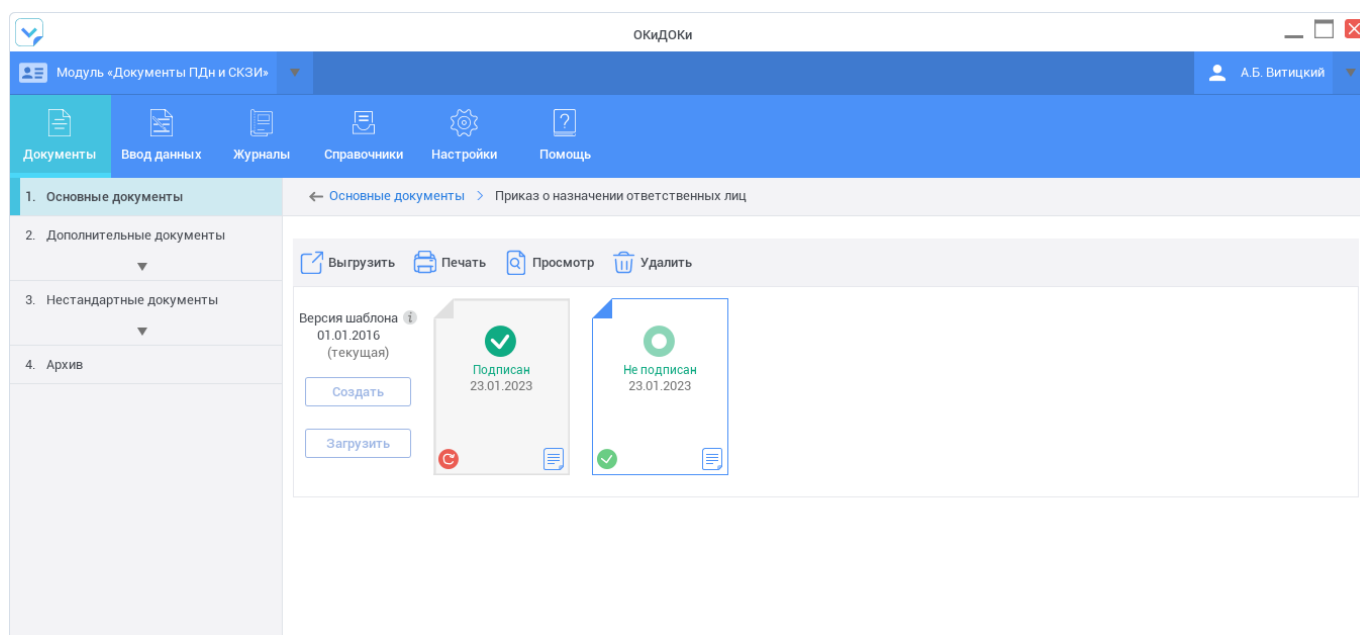 ОКиДОКи
Модуль «Документы ПДн и СКЗИ»
А.Б. Витицкий
Документы
Ввод данных
Журналы
Справочники
Настройки
Помощь
1. Основные документы
2. Дополнительные документы
3. Нестандартные документы
4. Архив
← Основные документы > Приказ о назначении ответственных лиц
Выгрузить
Печать
Просмотр
Удалить
Версия шаблона i
01.01.2016
(текущая)
Создать
Загрузить
Подписан
23.01.2023
Не подписан
23.01.2023